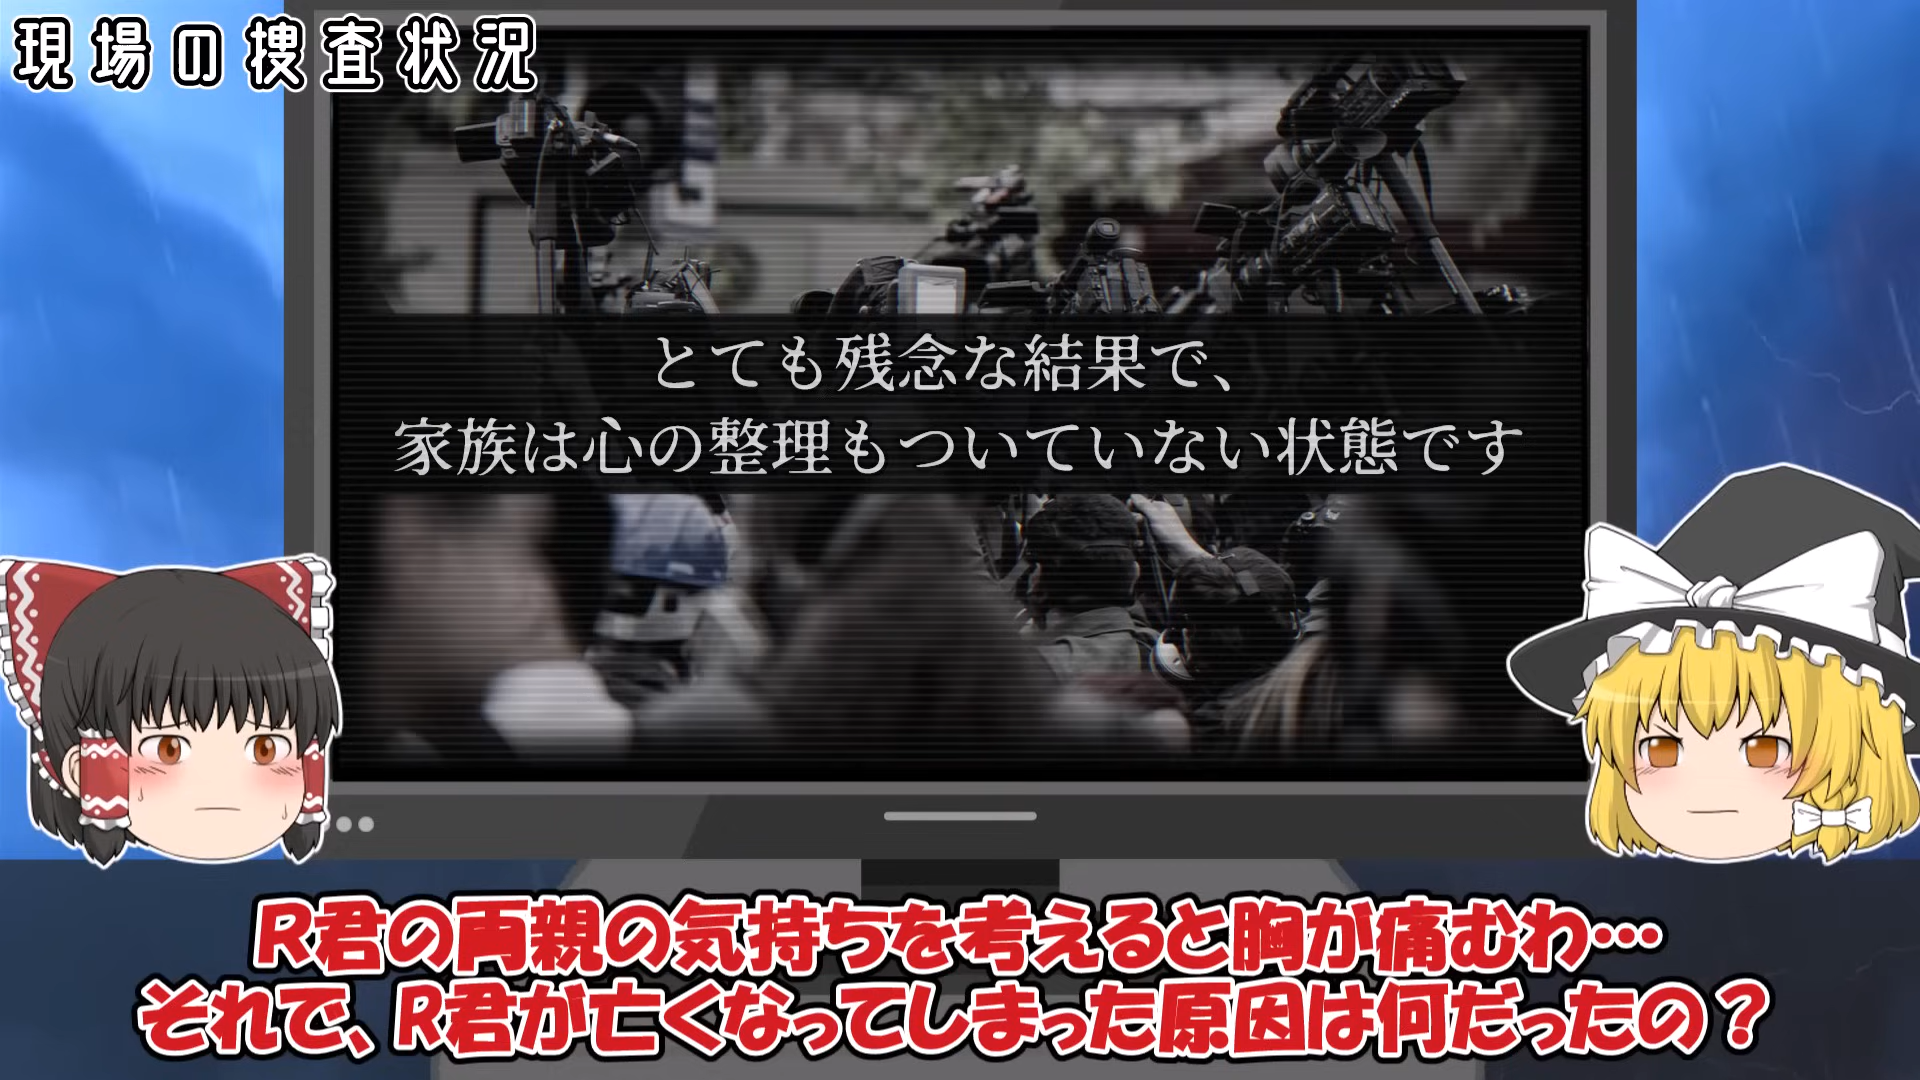 現場の捜査状況
とても残念な結果で、
家族は心の整理もついていない状態です
R君の両親の気持ちを考えると胸が痛むわ…
それで、R君が亡くなってしまった原因は何だったの？